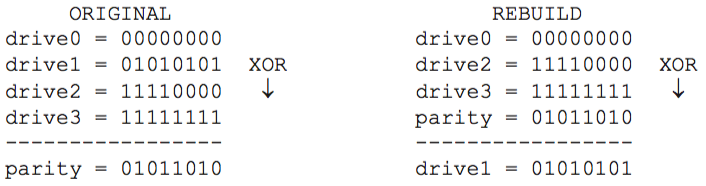 ORIGINAL
drive0 = 00000000
drive1 = 01010101 XOR
drive2 = 11110000 ↓
drive3 = 11111111
-----------------
parity = 01011010
REBUILD
drive0 = 00000000
drive2 = 11110000 XOR
drive3 = 11111111 ↓
parity = 01011010
-----------------
drive1 = 01010101